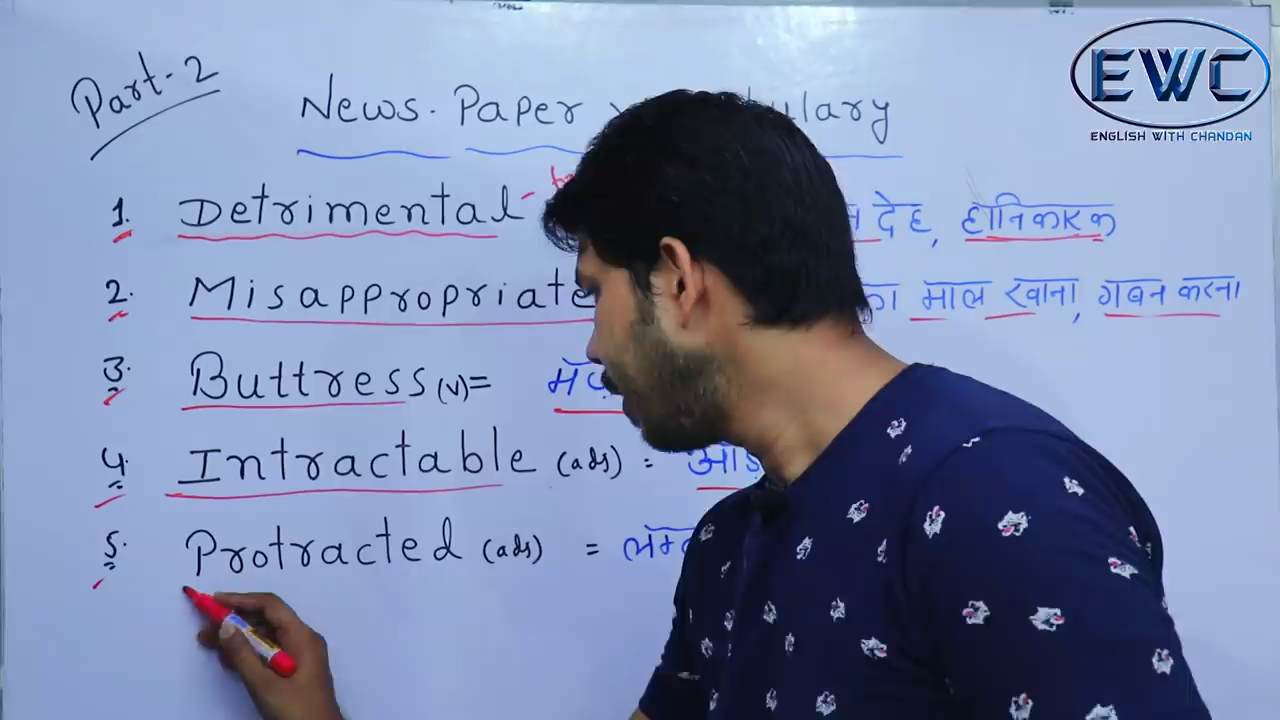 Part-2
News. Paper
EWC
ENGLISH WITH CHANDAN
1. Detrimental - देह, हानिकारक
2. Misappropriate का माल खाना, गबन करना
3. Buttress (v) =
4. Intractable (adj) =
5. Protracted (adj) =